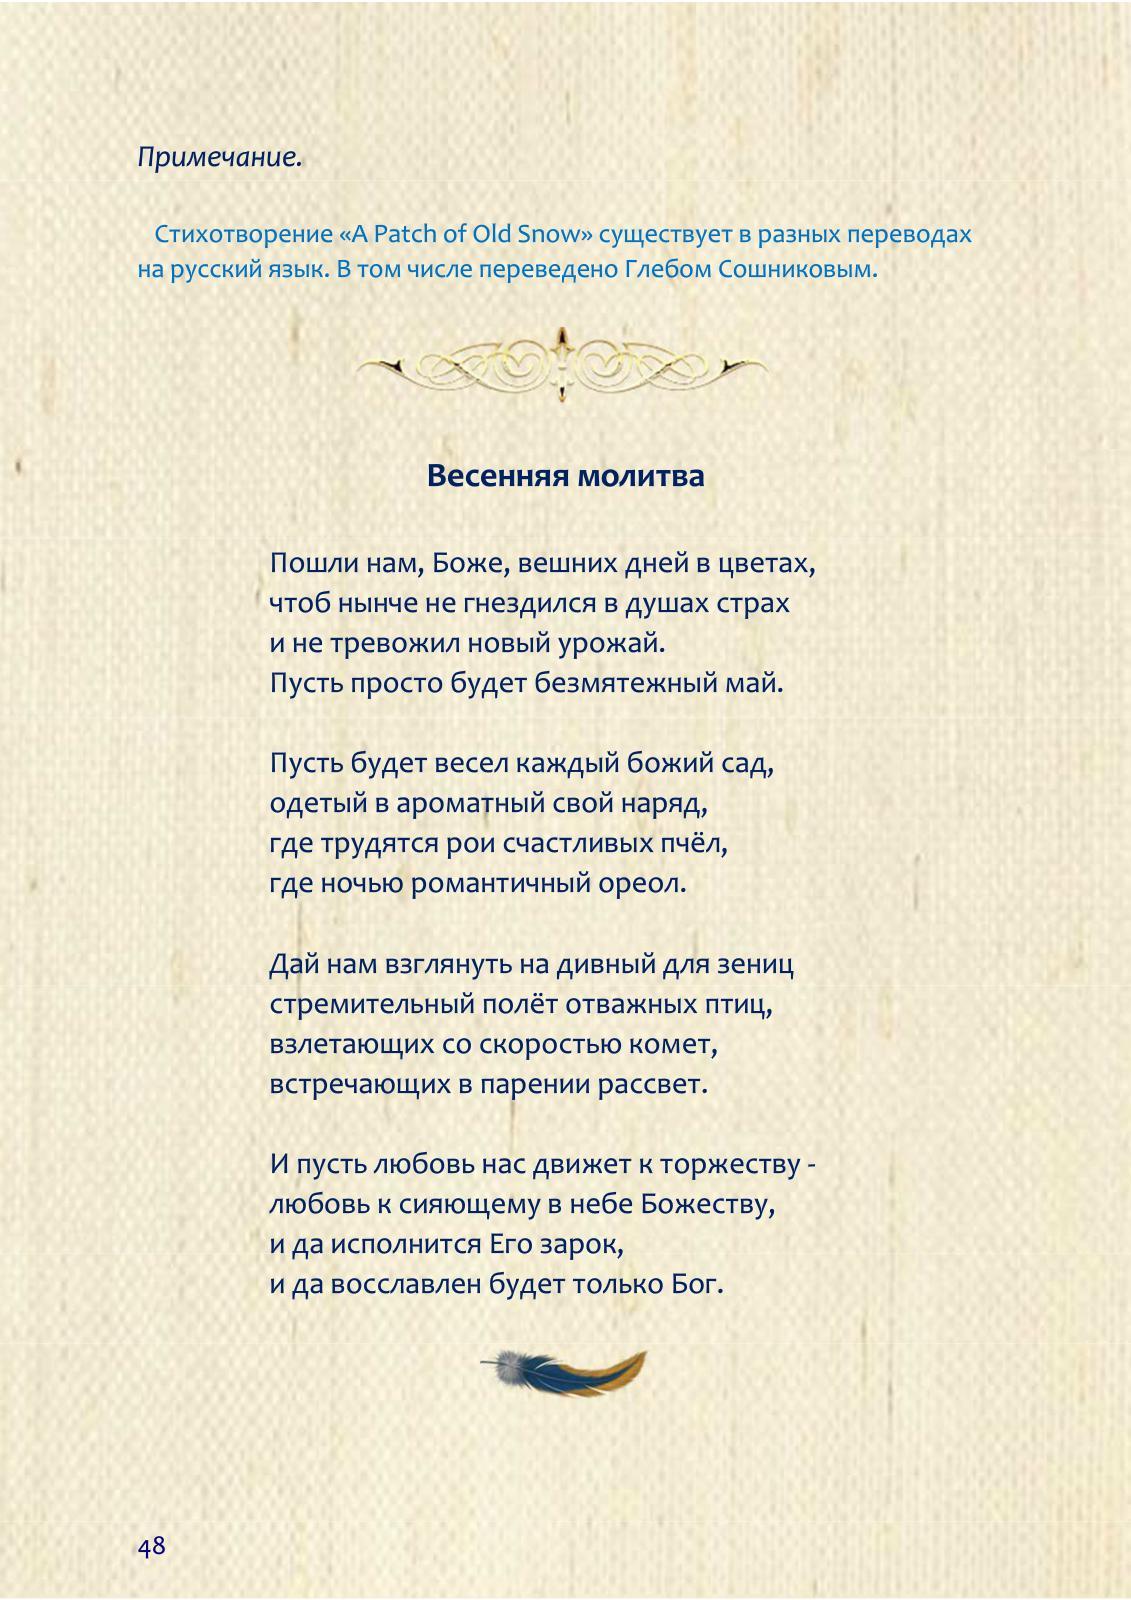 Примечание.
Стихотворение «A Patch of Old Snow» существует в разных переводах
на русский язык. В том числе переведено Глебом Сошниковым.
Весенняя молитва
Пошли нам, Боже, вешних дней в цветах,
чтоб нынче не гнездился в душах страх
и не тревожил новый урожай.
Пусть просто будет безмятежный май.
Пусть будет весел каждый божий сад,
одетый в ароматный свой наряд,
где трудятся рои счастливых пчёл,
где ночью романтичный ореол.
Дай нам взглянуть на дивный для зениц
стремительный полёт отважных птиц,
взлетающих со скоростью комет,
встречающих в парении рассвет.
И пусть любовь нас движет к торжеству -
любовь к сияющему в небе Божеству,
и да исполнится Его зарок,
и да восславлен будет только Бог.
48